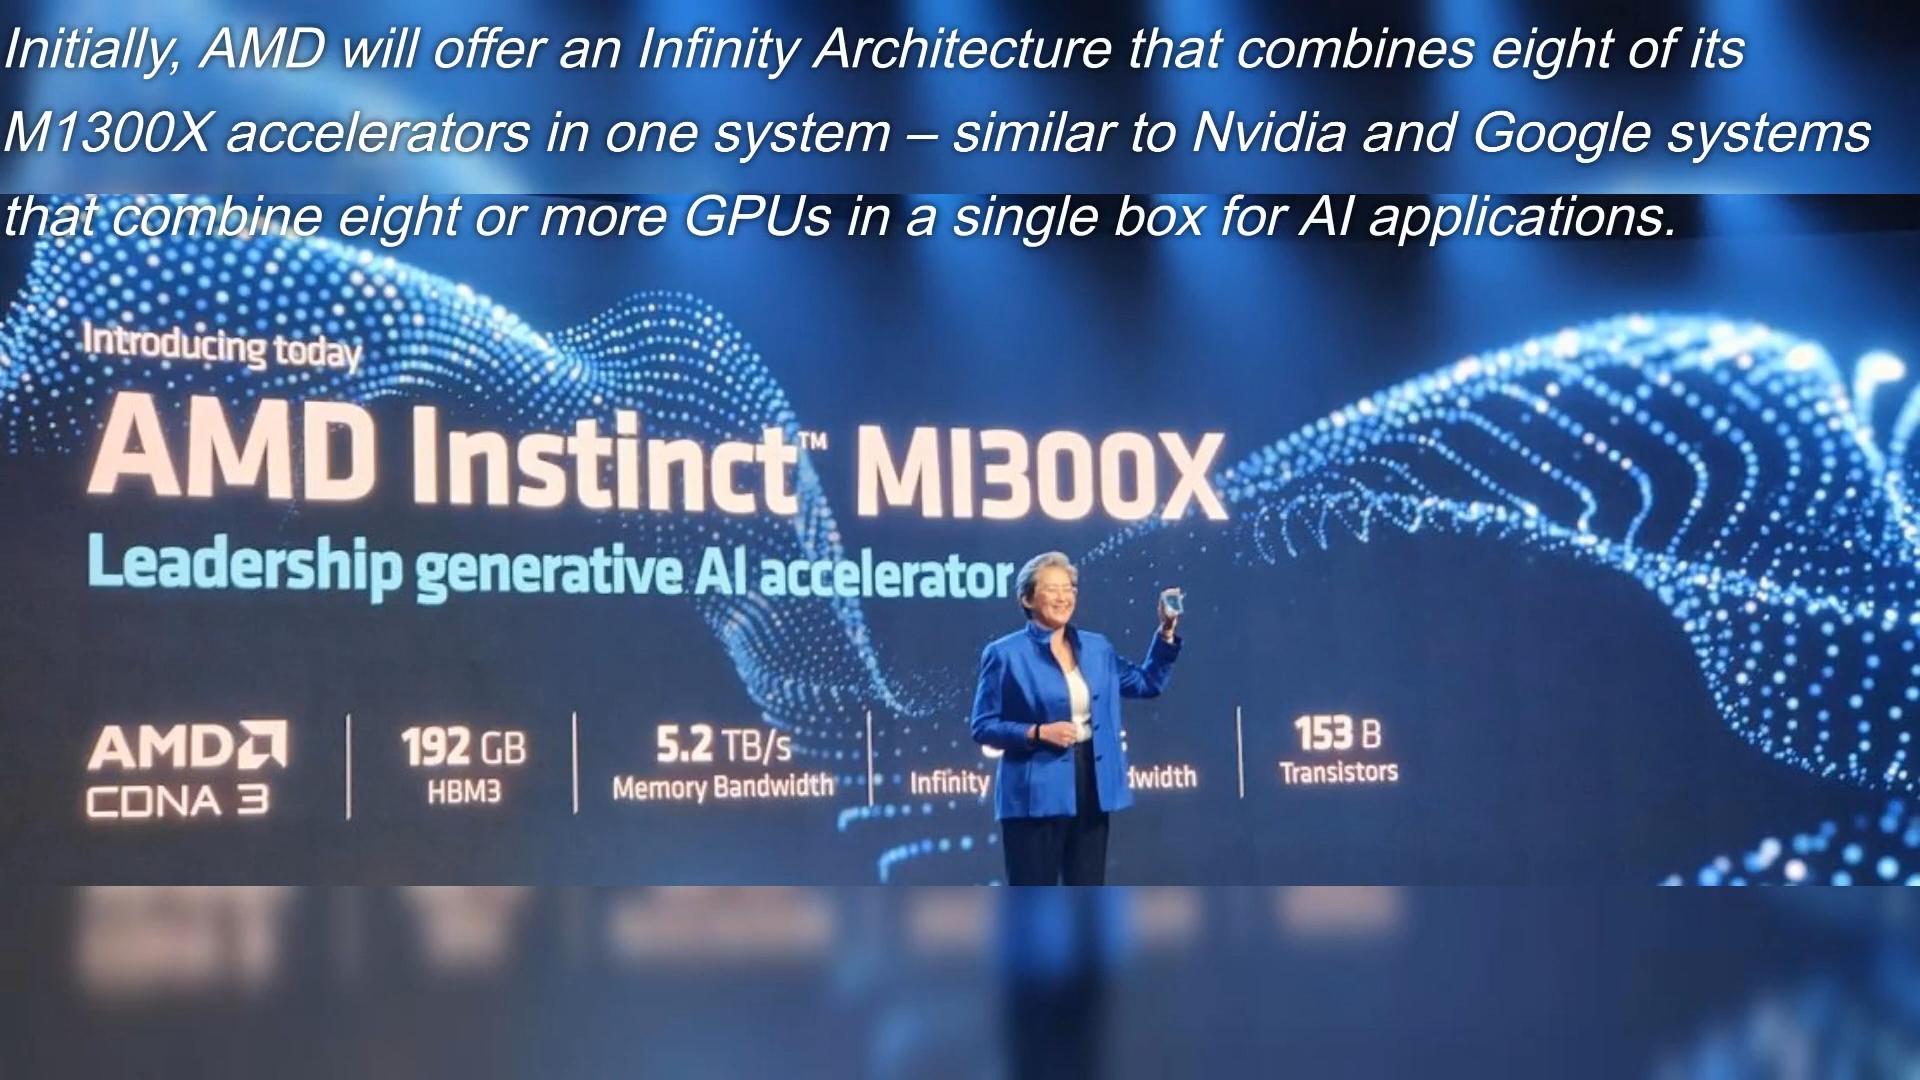 Initially, AMD will offer an Infinity Architecture that combines eight of its
M1300X accelerators in one system – similar to Nvidia and Google systems
that combine eight or more GPUs in a single box for AI applications.
Introducing today
AMD Instinct™ MI300X
Leadership generative AI accelerator
AMD
CDNA 3
192 GB
HBM3
5.2 TB/s
Memory Bandwidth
Infinity
153 B
Transistors